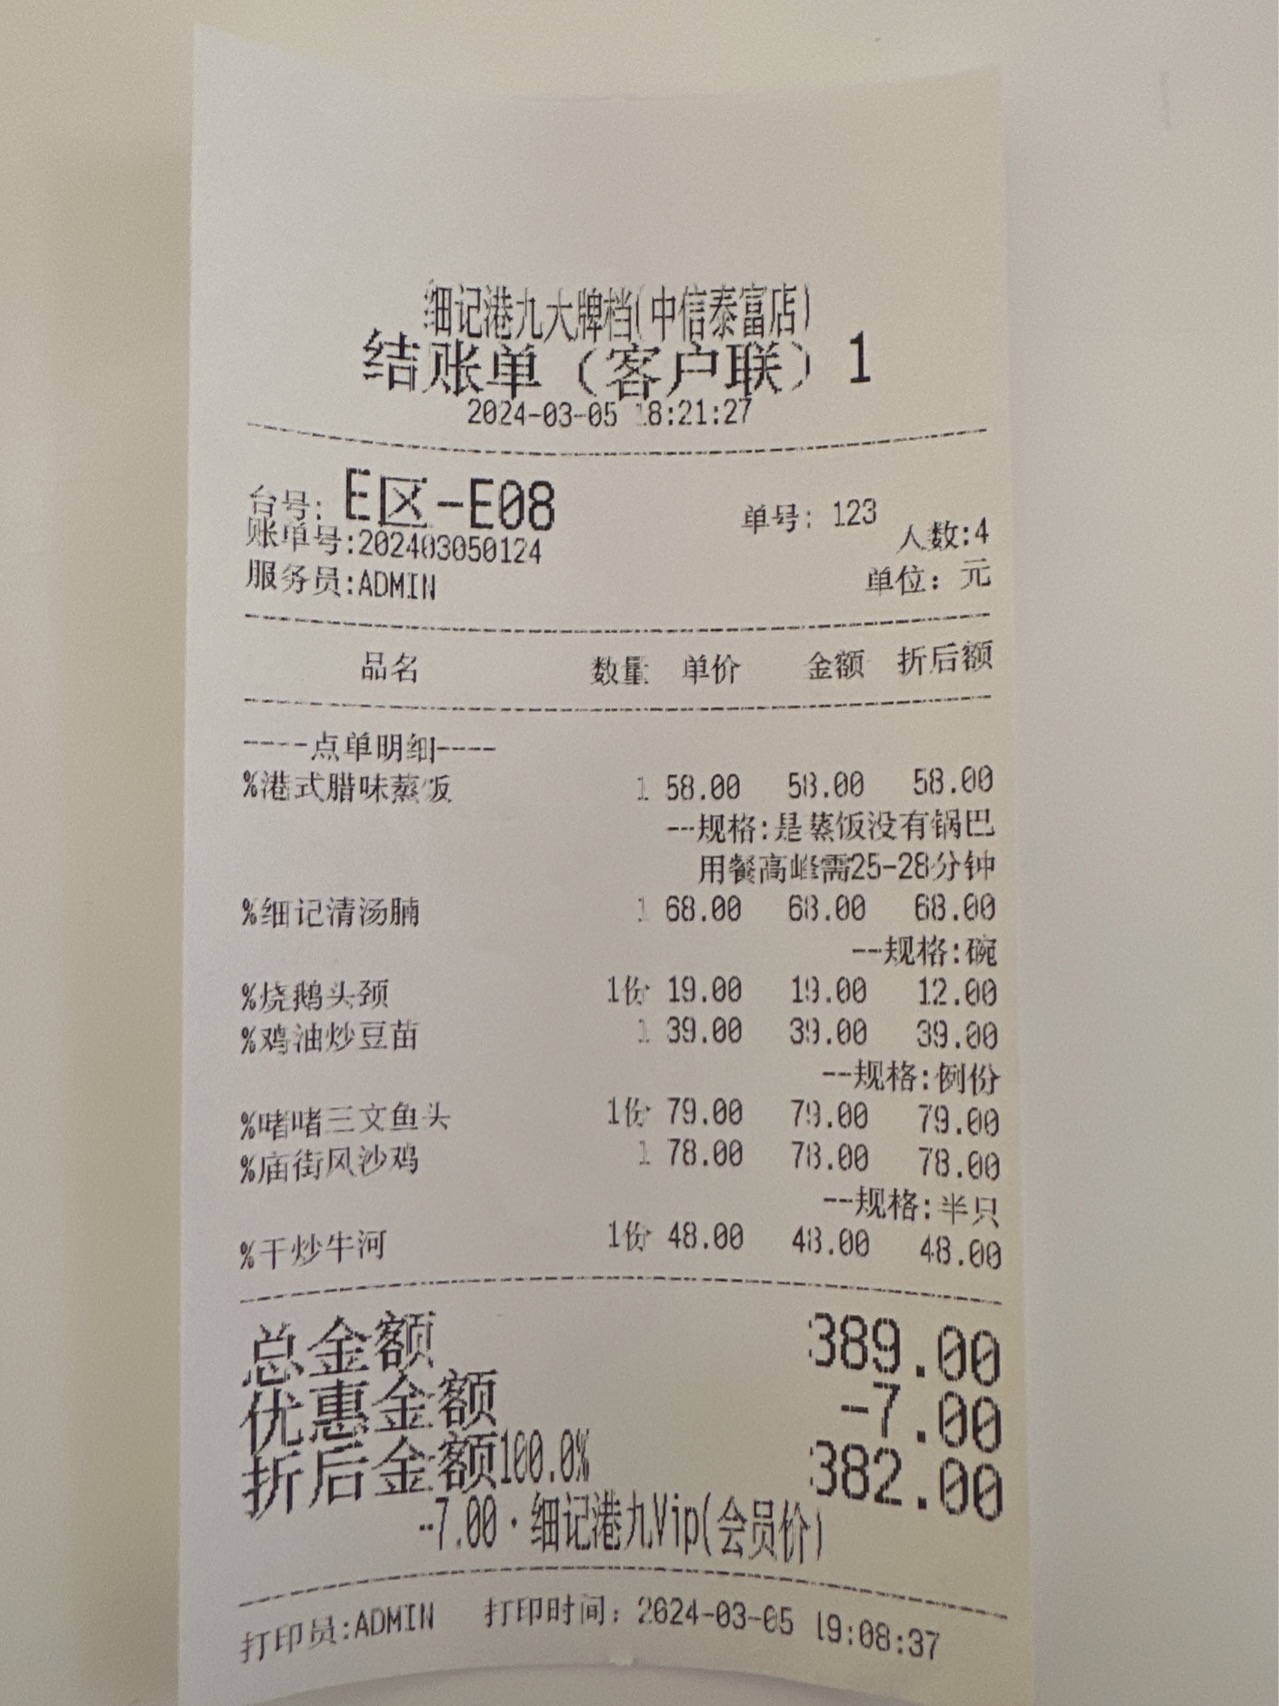 细记港九大牌档(中信泰富店)
结账单（客户联）1
2024-03-05 18:21:27
台号: E区-E08 单号: 123
账单号:202403050124 人数:4
服务员:ADMIN 单位: 元
品名 数量 单价 金额 折后额
----点单明细----
%港式腊味蒸饭 1 58.00 58.00 58.00
---规格:是蒸饭没有锅巴
用餐高峰需25-28分钟
%细记清汤腩 1 68.00 68.00 68.00
--规格:碗
%烧鹅头颈 1份 19.00 19.00 12.00
%鸡油炒豆苗 1 39.00 39.00 39.00
--规格:例份
%啫啫三文鱼头 1份 79.00 79.00 79.00
%庙街风沙鸡 1 78.00 78.00 78.00
--规格:半只
%干炒牛河 1份 48.00 48.00 48.00
总金额 389.00
优惠金额 -7.00
折后金额100.0% 382.00
-7.00·细记港九Vip(会员价)
打印员:ADMIN 打印时间: 2024-03-05 19:08:37